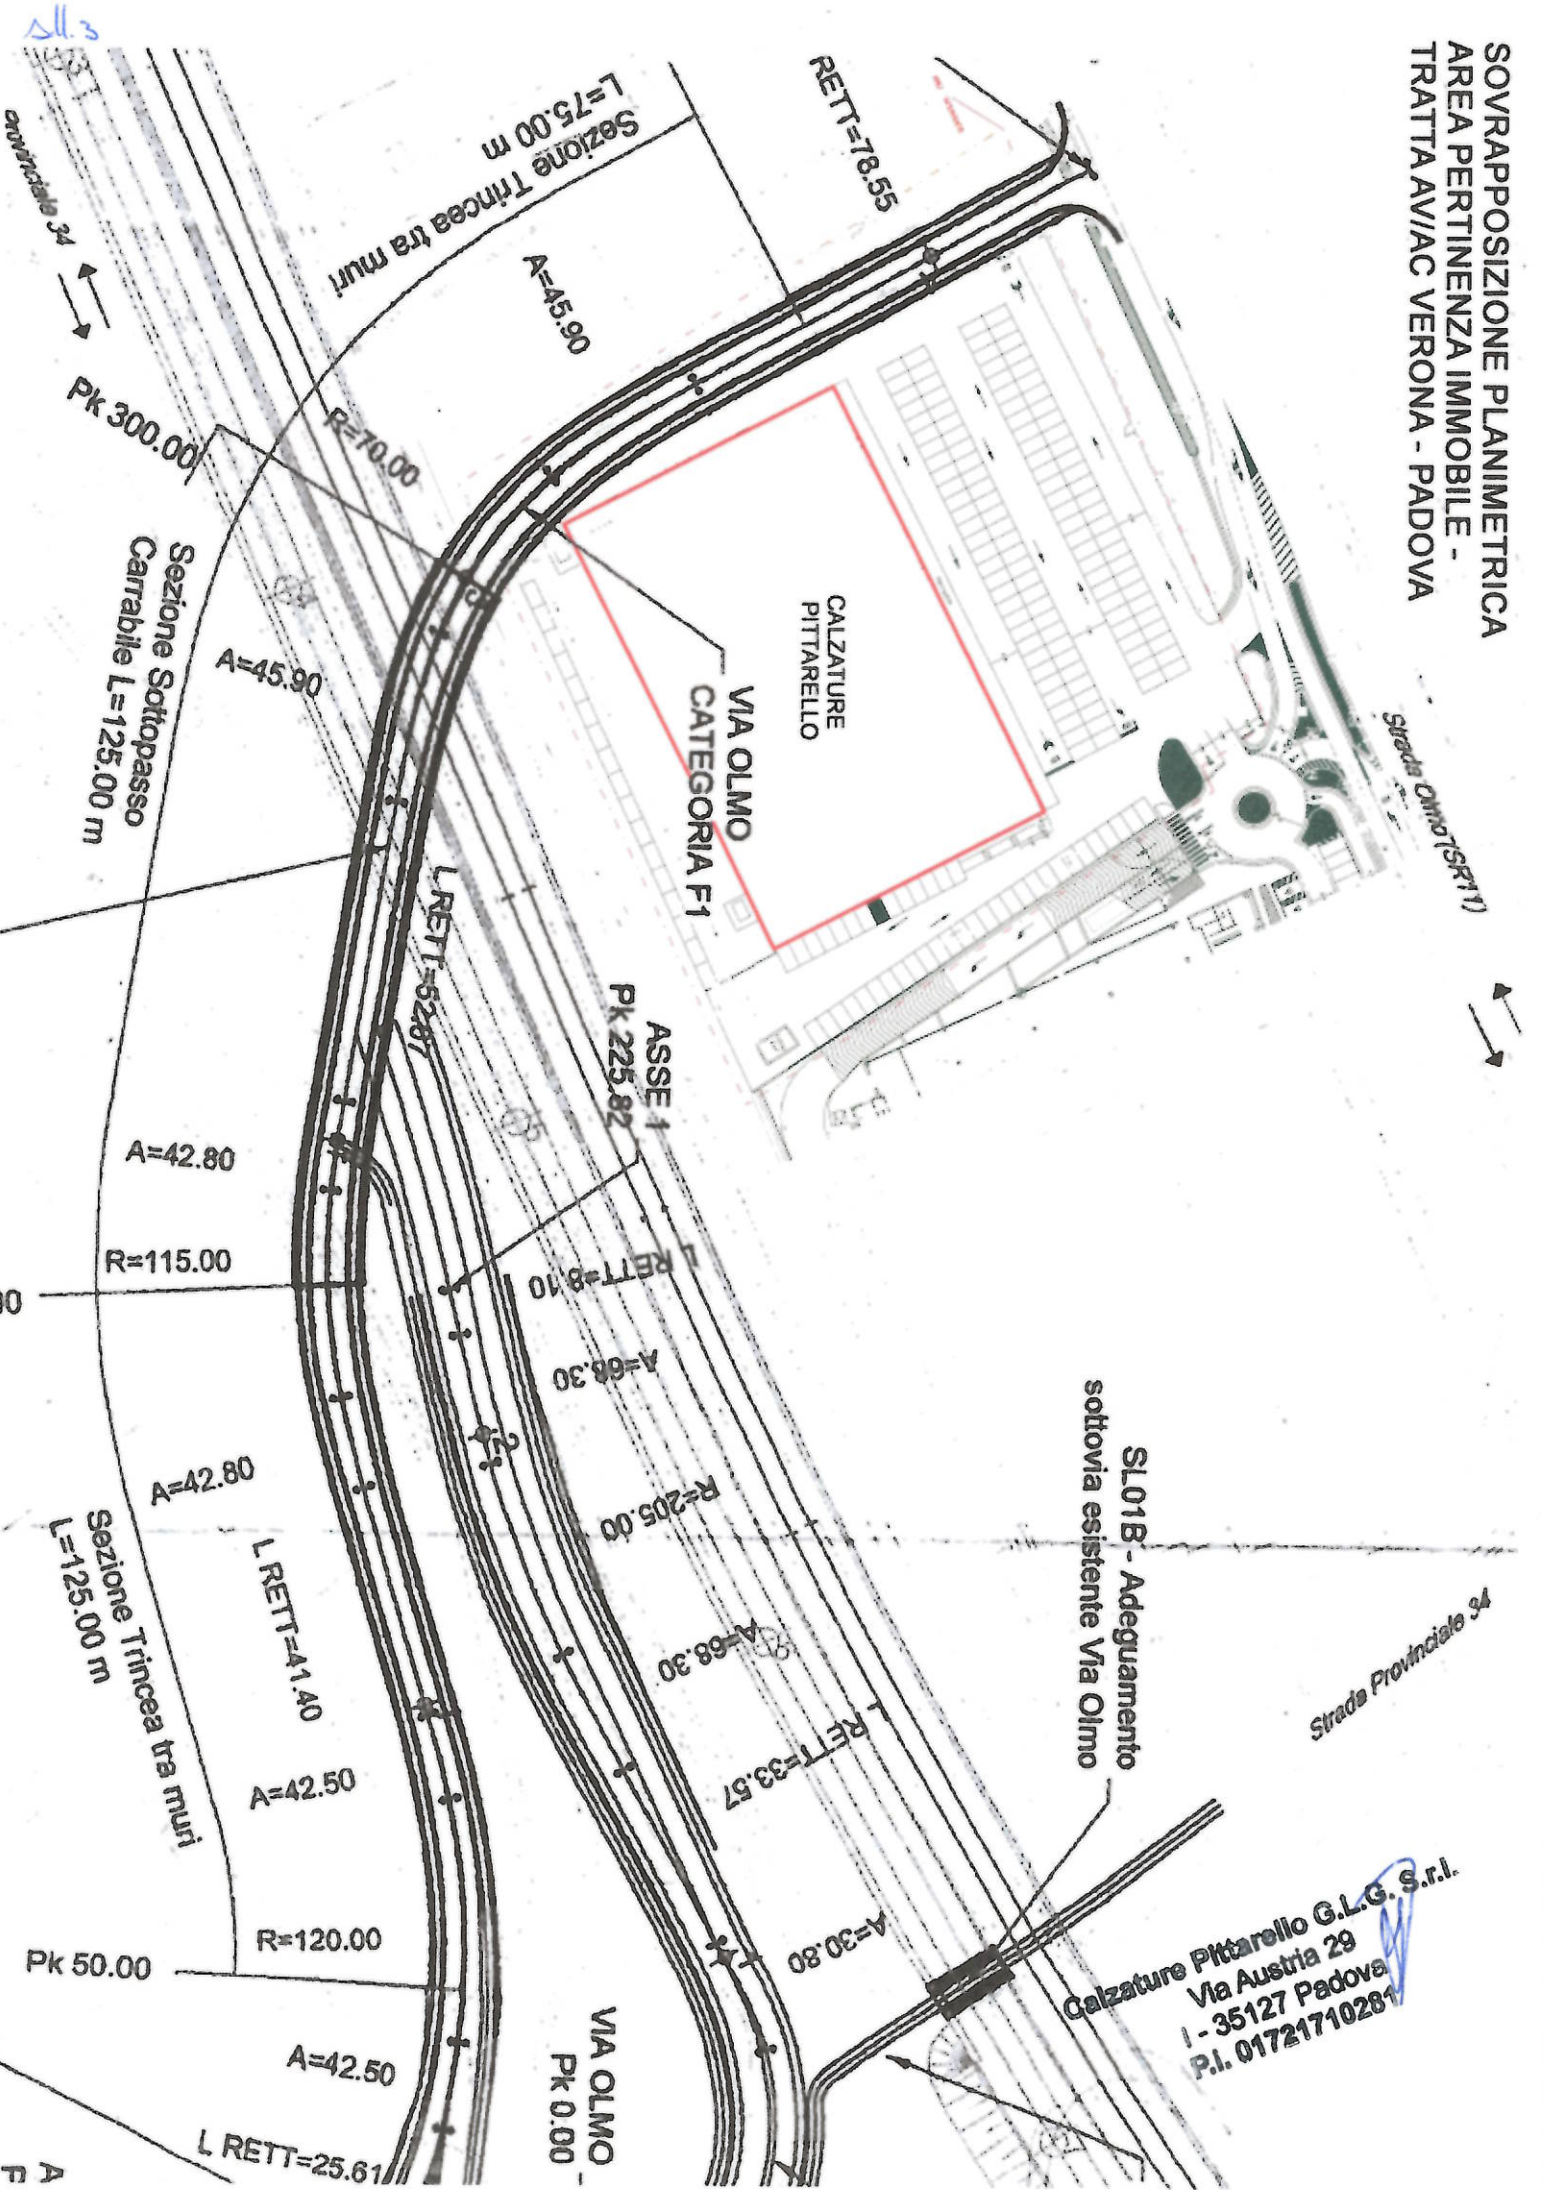 SOVRAPPOSIZIONE PLANIMETRICA
AREA PERTINENZA IMMOBILE -
TRATTA AV/AC VERONA - PADOVA
all.3
RETT=78.55
Sezione Trincea tra muri
L=75.00 m
A=45.90
R=70.00
Pk 300.00
provinciale 34
CALZATURE
PITTARELLO
VIA OLMO
CATEGORIA F1
Strada Olmo (SR11)
Sezione Sottopasso
Carrabile L=125.00 m
A=45.90
L RETT=52.87
ASSE 1
Pk 225.82
A=42.80
R=115.00
L RETT=8.10
A=68.30
2
R=205.00
A=68.30
RETT=33.57
A=30.80
A=42.80
L RETT=41.40
Sezione Trincea tra muri
L=125.00 m
A=42.50
R=120.00
Pk 50.00
A=42.50
L RETT=25.61
VIA OLMO -
Pk 0.00
SL01B - Adeguamento
sottovia esistente Via Olmo
Strada Provinciale 34
Calzature Pittarello G.L.G. S.r.l.
Via Austria 29
I - 35127 Padova
P.I. 01721710281